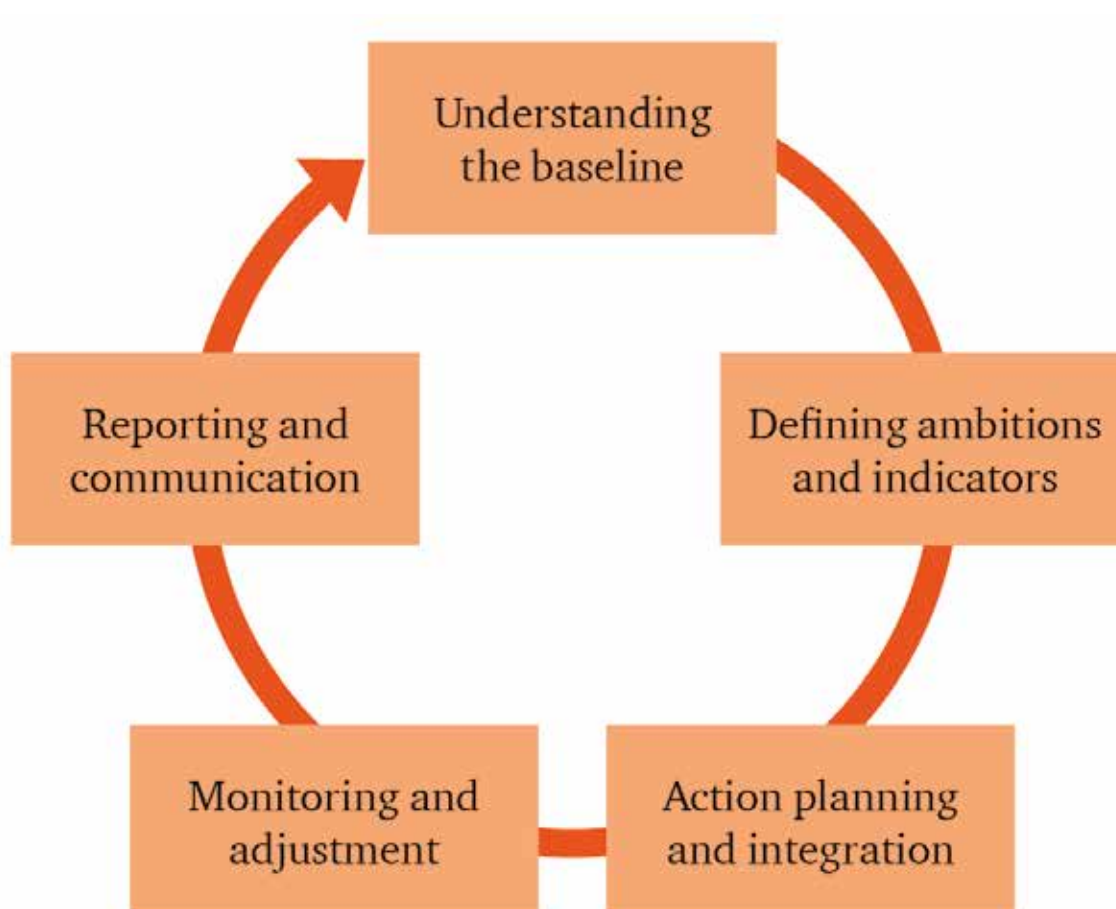 Understanding
the baseline
Defining ambitions
and indicators
Action planning
and integration
Monitoring and
adjustment
Reporting and
communication